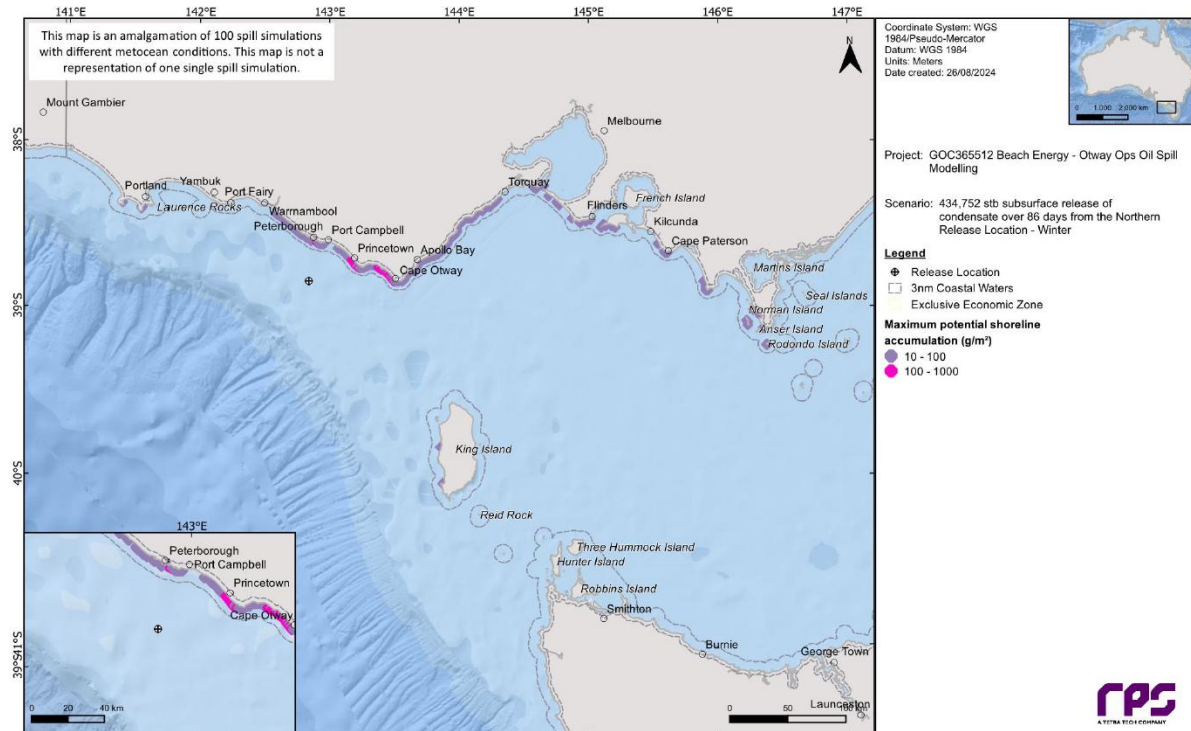 141°E 142°E 143°E 144°E 145°E 146°E 147°E
This map is an amalgamation of 100 spill simulations
with different metocean conditions. This map is not a
representation of one single spill simulation.
N
Mount Gambier
Melbourne
38°S
Portland
Yambuk
Port Fairy
Laurence Rocks
Warrnambool
Torquay
French Island
Flinders
Kilcunda
Peterborough
Port Campbell
Princetown
Apollo Bay
Cape Paterson
Cape Otway
Martins Island
39°S
Seal Islands
Norman Island
Anser Island
Rodondo Island
King Island
40°S
Reid Rock
Three Hummock Island
Hunter Island
Robbins Island
Smithton
Burnie
George Town
Launceston
41°S
0 50 100 km
143°E
Peterborough
Port Campbell
Princetown
Cape Otway
39°S
0 20 40 km
Coordinate System: WGS
1984/Pseudo-Mercator
Datum: WGS 1984
Units: Meters
Date created: 26/08/2024
0 1,000 2,000 km
Project: GOC365512 Beach Energy - Otway Ops Oil Spill
Modelling
Scenario: 434,752 stb subsurface release of
condensate over 86 days from the Northern
Release Location - Winter
Legend
Release Location
3nm Coastal Waters
Exclusive Economic Zone
Maximum potential shoreline
accumulation (g/m²)
10 - 100
100 - 1000
rps
A TETRA TECH COMPANY